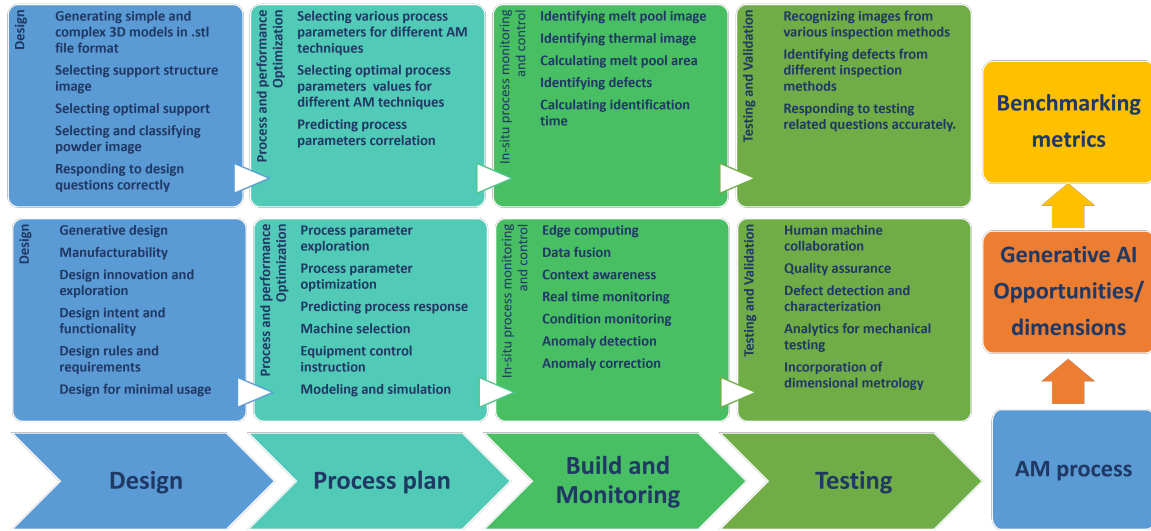 Design
Generating simple and
complex 3D models in .stl
file format
Selecting support structure
image
Selecting optimal support
Selecting and classifying
powder image
Responding to design
questions correctly
Process and performance
Optimization
Selecting various process
parameters for different AM
techniques
Selecting optimal process
parameters values for
different AM techniques
Predicting process
parameters correlation
In-situ process monitoring
and control
Identifying melt pool image
Identifying thermal image
Calculating melt pool area
Identifying defects
Calculating identification
time
Testing and Validation
Recognizing images from
various inspection methods
Identifying defects from
different inspection
methods
Responding to testing
related questions accurately.
Benchmarking
metrics
Design
Generative design
Manufacturability
Design innovation and
exploration
Design intent and
functionality
Design rules and
requirements
Design for minimal usage
Process and performance
Optimization
Process parameter
exploration
Process parameter
optimization
Predicting process response
Machine selection
Equipment control
instruction
Modeling and simulation
In-situ process monitoring
and control
Edge computing
Data fusion
Context awareness
Real time monitoring
Condition monitoring
Anomaly detection
Anomaly correction
Testing and Validation
Human machine
collaboration
Quality assurance
Defect detection and
characterization
Analytics for mechanical
testing
Incorporation of
dimensional metrology
Generative AI
Opportunities/
dimensions
Design
Process plan
Build and
Monitoring
Testing
AM process